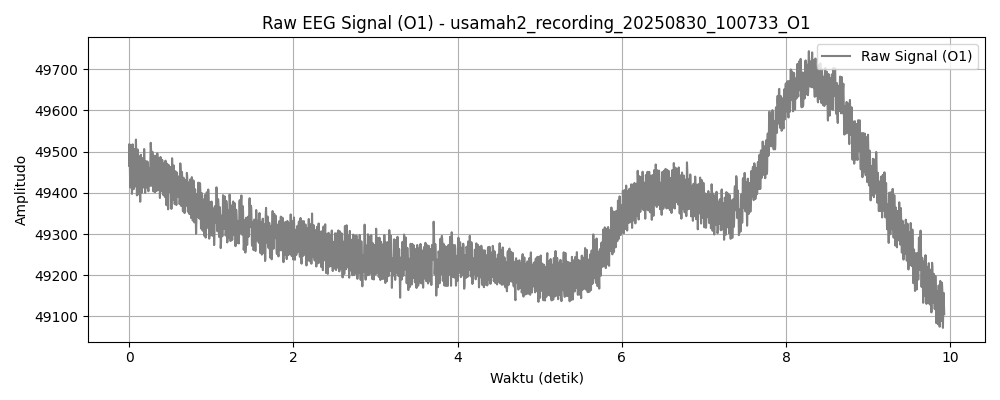 Raw EEG Signal (O1) - usamah2_recording_20250830_100733_O1
Raw Signal (O1)
Amplitudo
49700
49600
49500
49400
49300
49200
49100
0 2 4 6 8 10
Waktu (detik)